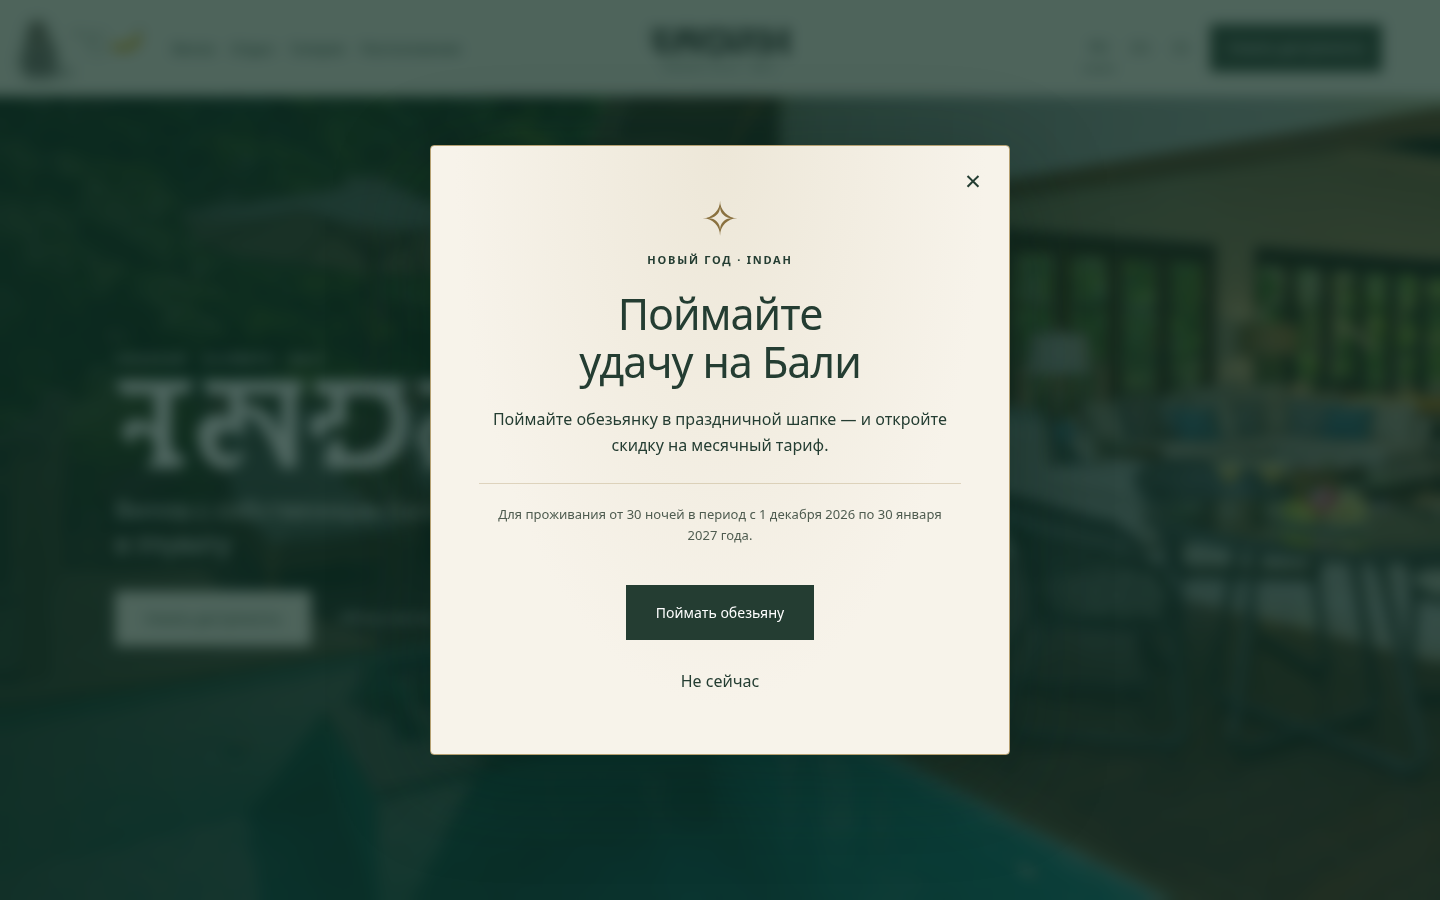 НОВЫЙ ГОД · INDAH
Поймайте
удачу на Бали
Поймайте обезьянку в праздничной шапке — и откройте
скидку на месячный тариф.
Для проживания от 30 ночей в период с 1 декабря 2026 по 30 января
2027 года.
Поймать обезьяну
Не сейчас